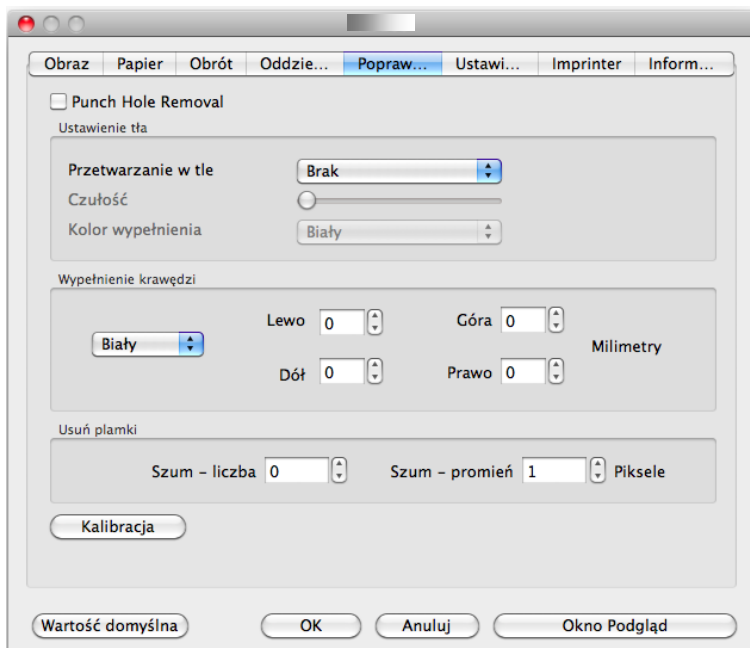 Obraz Papier Obrót Oddzie... Popraw... Ustawi... Imprinter Inform...
Punch Hole Removal
Ustawienie tła
Przetwarzanie w tle Brak
Czułość
Kolor wypełnienia Biały
Wypełnienie krawędzi
Lewo 0 Góra 0
Biały Milimetry
Dół 0 Prawo 0
Usuń plamki
Szum – liczba 0 Szum – promień 1 Piksele
Kalibracja
Wartość domyślna OK Anuluj Okno Podgląd